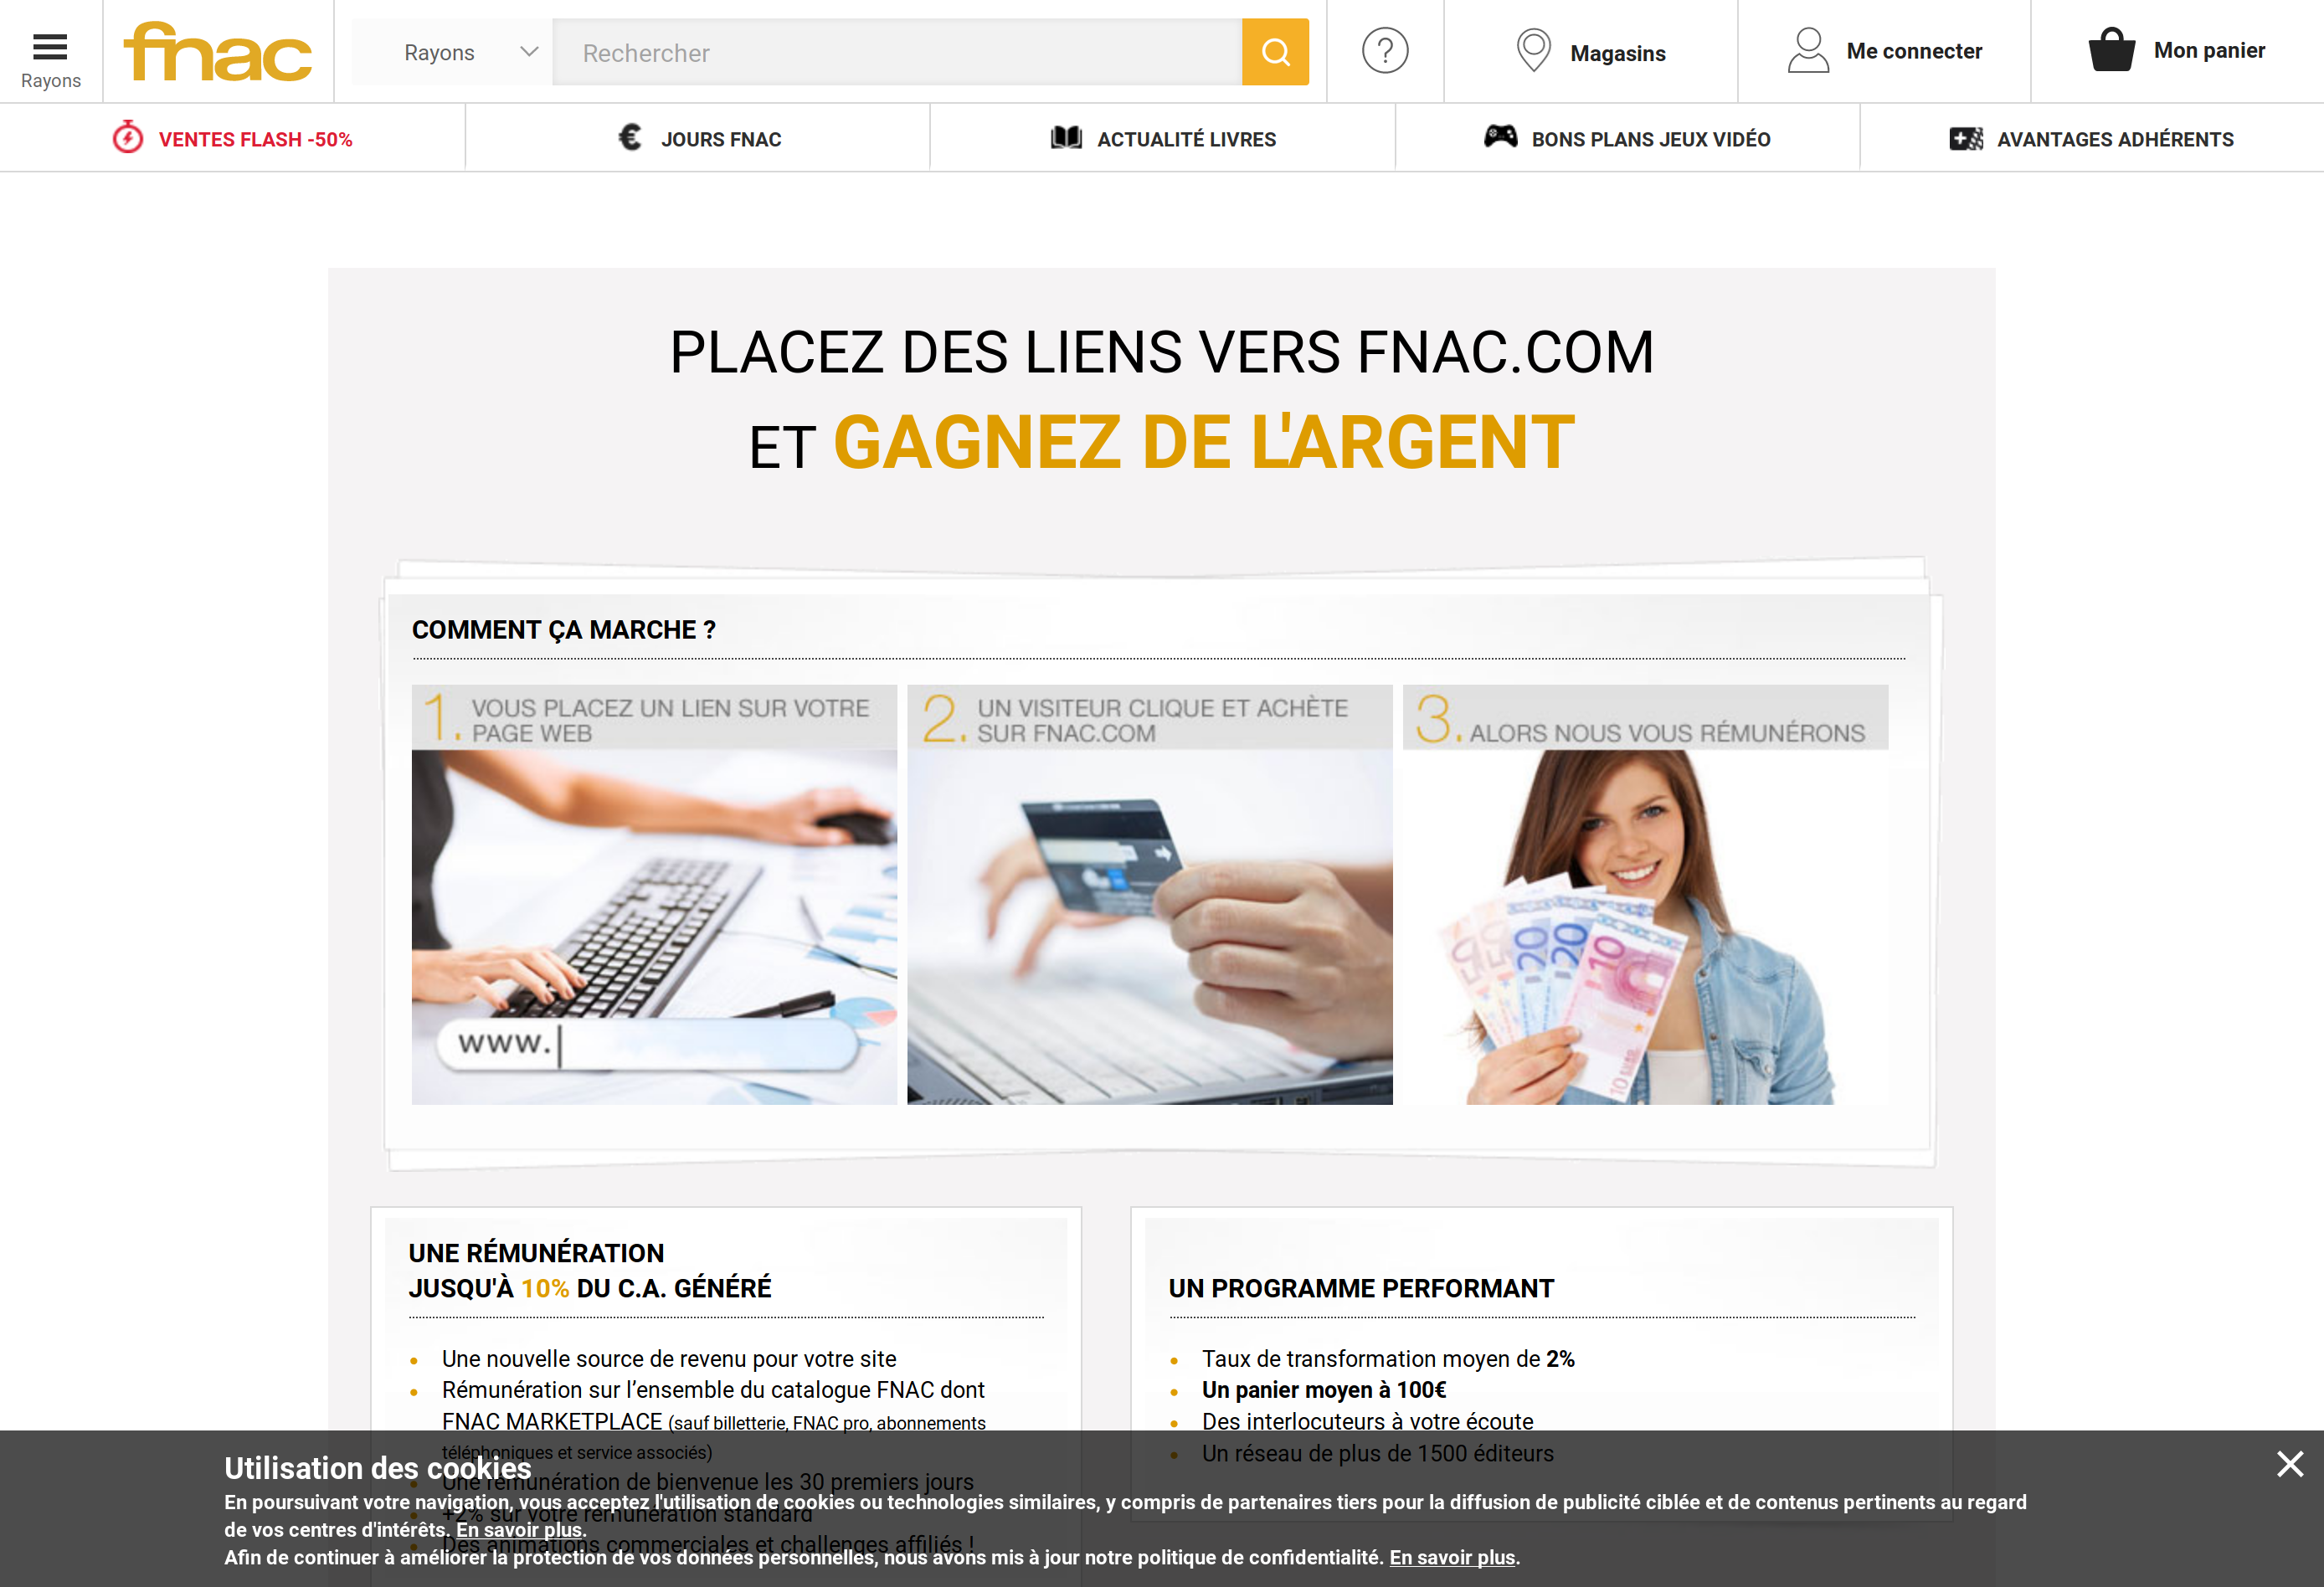 Rayons
fnac
Rayons
Rechercher
?
Magasins
Me connecter
Mon panier
VENTES FLASH -50%
€ JOURS FNAC
ACTUALITÉ LIVRES
BONS PLANS JEUX VIDÉO
AVANTAGES ADHÉRENTS
PLACEZ DES LIENS VERS FNAC.COM
ET GAGNEZ DE L'ARGENT
COMMENT ÇA MARCHE ?
1. VOUS PLACEZ UN LIEN SUR VOTRE
PAGE WEB
2. UN VISITEUR CLIQUE ET ACHÈTE
SUR FNAC.COM
3. ALORS NOUS VOUS RÉMUNÉRONS
www.
20
20
10
10 EURO
UNE RÉMUNÉRATION
JUSQU'À 10% DU C.A. GÉNÉRÉ
Une nouvelle source de revenu pour votre site
Rémunération sur l’ensemble du catalogue FNAC dont
FNAC MARKETPLACE (sauf billetterie, FNAC pro, abonnements
téléphoniques et service associés)
Une rémunération de bienvenue les 30 premiers jours
+2% sur votre rémunération standard
Des animations commerciales et challenges affiliés !
UN PROGRAMME PERFORMANT
Taux de transformation moyen de 2%
Un panier moyen à 100€
Des interlocuteurs à votre écoute
Un réseau de plus de 1500 éditeurs
Utilisation des cookies
En poursuivant votre navigation, vous acceptez l'utilisation de cookies ou technologies similaires, y compris de partenaires tiers pour la diffusion de publicité ciblée et de contenus pertinents au regard
de vos centres d'intérêts. En savoir plus.
Afin de continuer à améliorer la protection de vos données personnelles, nous avons mis à jour notre politique de confidentialité. En savoir plus.